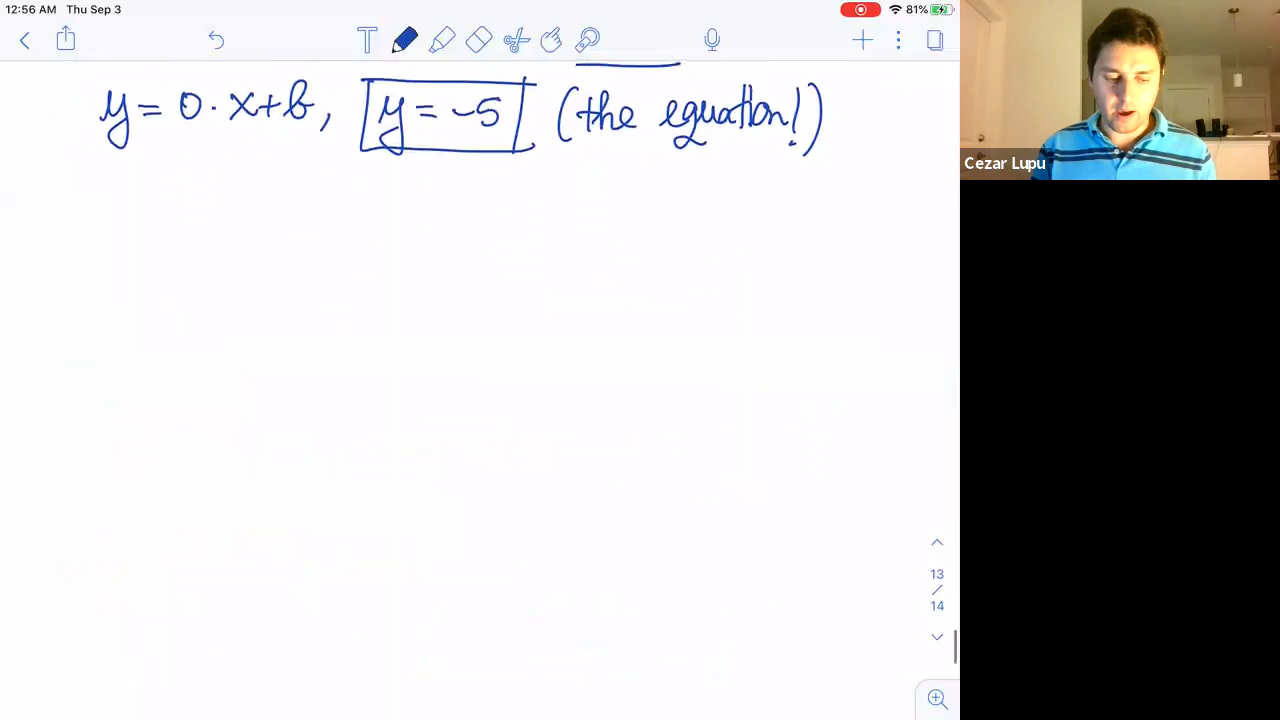 12:56 AM Thu Sep 3
81%
T
y = 0 · x + b, y = -5 (the equation!)
Cezar Lupu
13
/
14